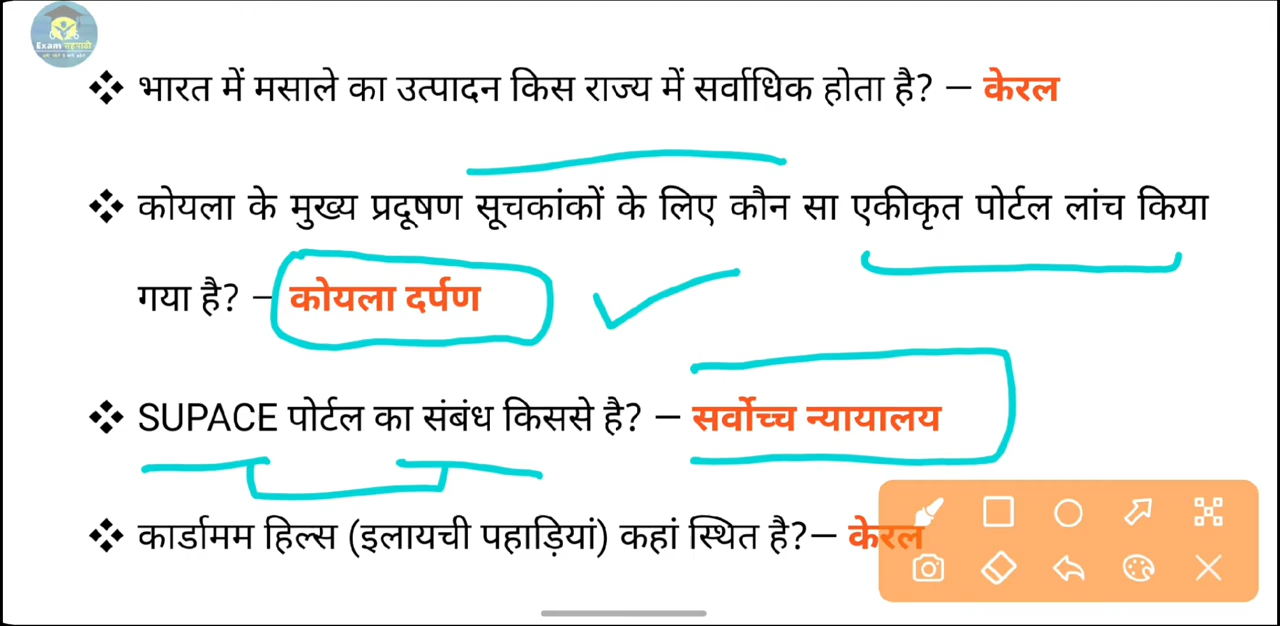 Exam
भारत में मसाले का उत्पादन किस राज्य में सर्वाधिक होता है? – केरल
कोयला के मुख्य प्रदूषण सूचकांकों के लिए कौन सा एकीकृत पोर्टल लांच किया
गया है? – कोयला दर्पण
SUPACE पोर्टल का संबंध किससे है? – सर्वोच्च न्यायालय
कार्डामम हिल्स (इलायची पहाड़ियां) कहां स्थित है?– केरल